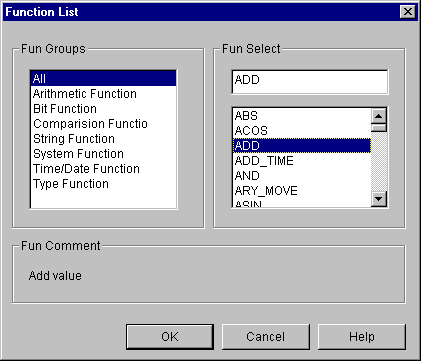 Function List
Fun Groups
All
Arithmetic Function
Bit Function
Comparision Functio
String Function
System Function
Time/Date Function
Type Function
Fun Select
ADD
ABS
ACOS
ADD
ADD_TIME
AND
ARY_MOVE
ASIN
Fun Comment
Add value
OK
Cancel
Help